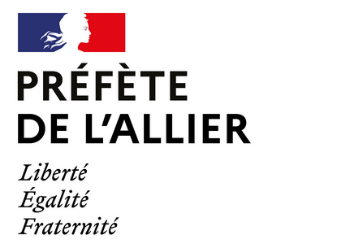 PRÉFÈTE
DE L'ALLIER
Liberté
Égalité
Fraternité